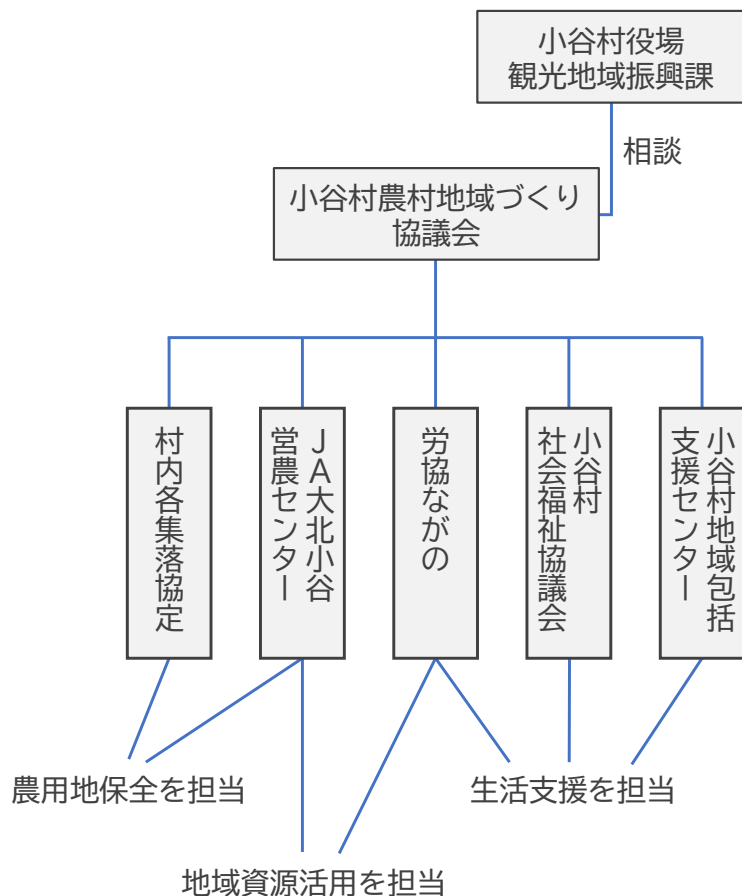 小谷村役場
観光地域振興課
相談
小谷村農村地域づくり
協議会
村内各集落協定
ＪＡ大北小谷
営農センター
労協ながの
小谷村
社会福祉協議会
小谷村地域包括
支援センター
農用地保全を担当
生活支援を担当
地域資源活用を担当